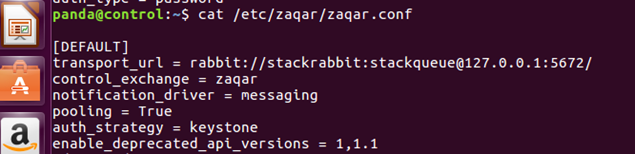 auth_type = password
panda@control:~$ cat /etc/zaqar/zaqar.conf
[DEFAULT]
transport_url = rabbit://stackrabbit:stackqueue@127.0.0.1:5672/
control_exchange = zaqar
notification_driver = messaging
pooling = True
auth_strategy = keystone
enable_deprecated_api_versions = 1,1.1